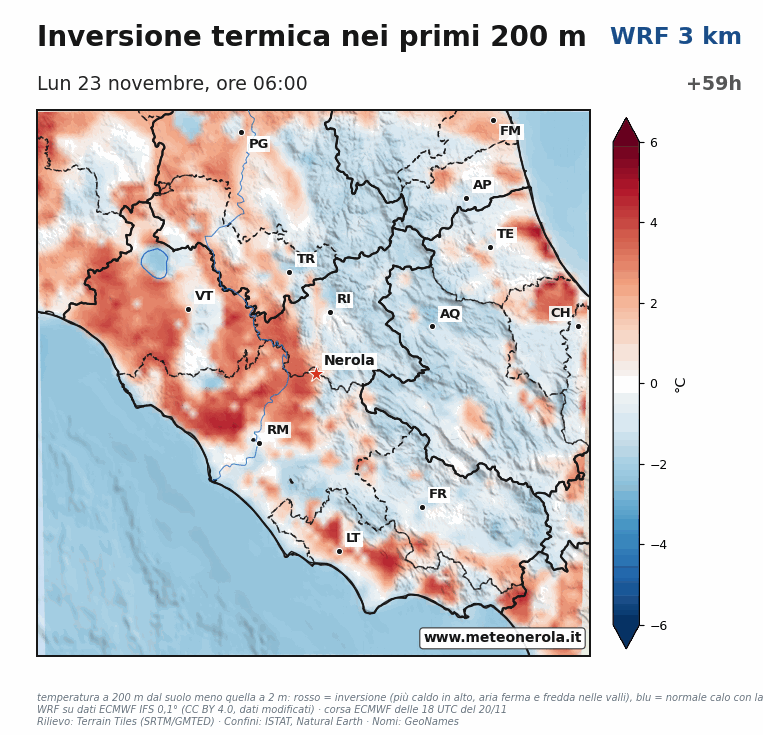 Inversione termica nei primi 200 m
WRF 3 km
Lun 23 novembre, ore 06:00
+59h
FM
PG
AP
TE
TR
VT
RI
AQ
CH
Nerola
RM
FR
LT
www.meteonerola.it
6
4
2
0
−2
−4
−6
°C
temperatura a 200 m dal suolo meno quella a 2 m: rosso = inversione (più caldo in alto, aria ferma e fredda nelle valli), blu = normale calo con la
WRF su dati ECMWF IFS 0,1° (CC BY 4.0, dati modificati) · corsa ECMWF delle 18 UTC del 20/11
Rilievo: Terrain Tiles (SRTM/GMTED) · Confini: ISTAT, Natural Earth · Nomi: GeoNames